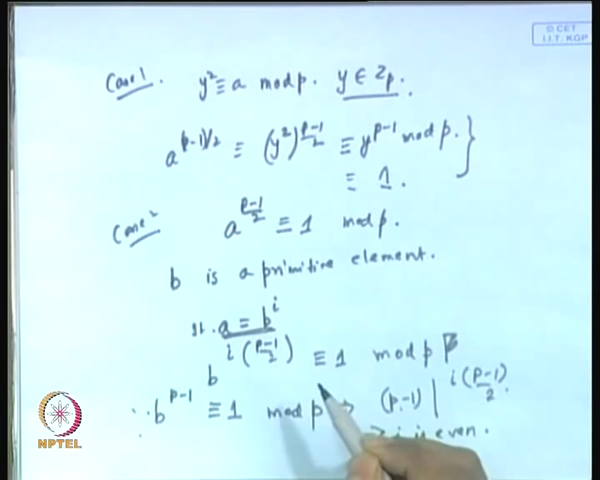 © CET
I.I.T. KGP
Case 1. y² ≡ a mod p. y ∈ Zp.
a^(p-1)/2 ≡ (y²)^(p-1)/2 ≡ y^(p-1) mod p. }
≡ 1.
Case 2 a^(p-1)/2 ≡ 1 mod p.
b is a primitive element.
st. a ≡ b^i
b^i(p-1)/2 ≡ 1 mod p
∵ b^(p-1) ≡ 1 mod p ⇒ (p-1) | i(p-1)/2.
⇒ i is even.
NPTEL